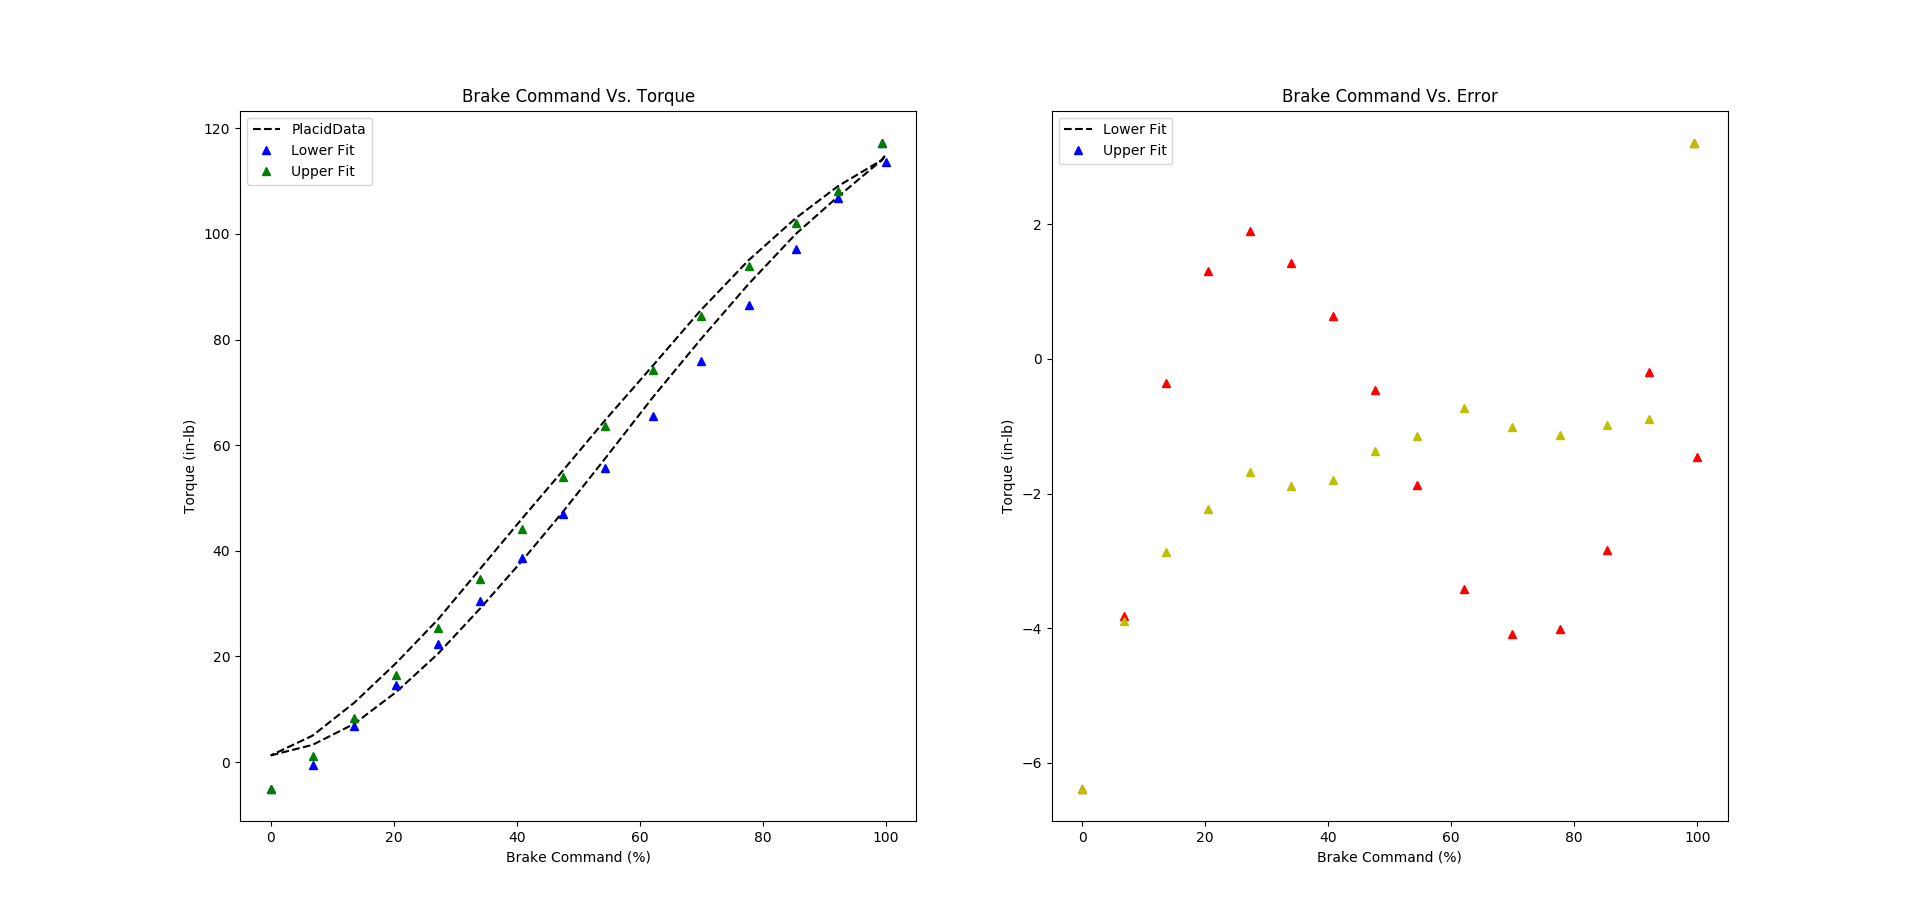 Brake Command Vs. Torque
PlacidData
Lower Fit
Upper Fit
120
100
80
60
40
20
0
Torque (in-lb)
0 20 40 60 80 100
Brake Command (%)
Brake Command Vs. Error
Lower Fit
Upper Fit
2
0
−2
−4
−6
Torque (in-lb)
0 20 40 60 80 100
Brake Command (%)